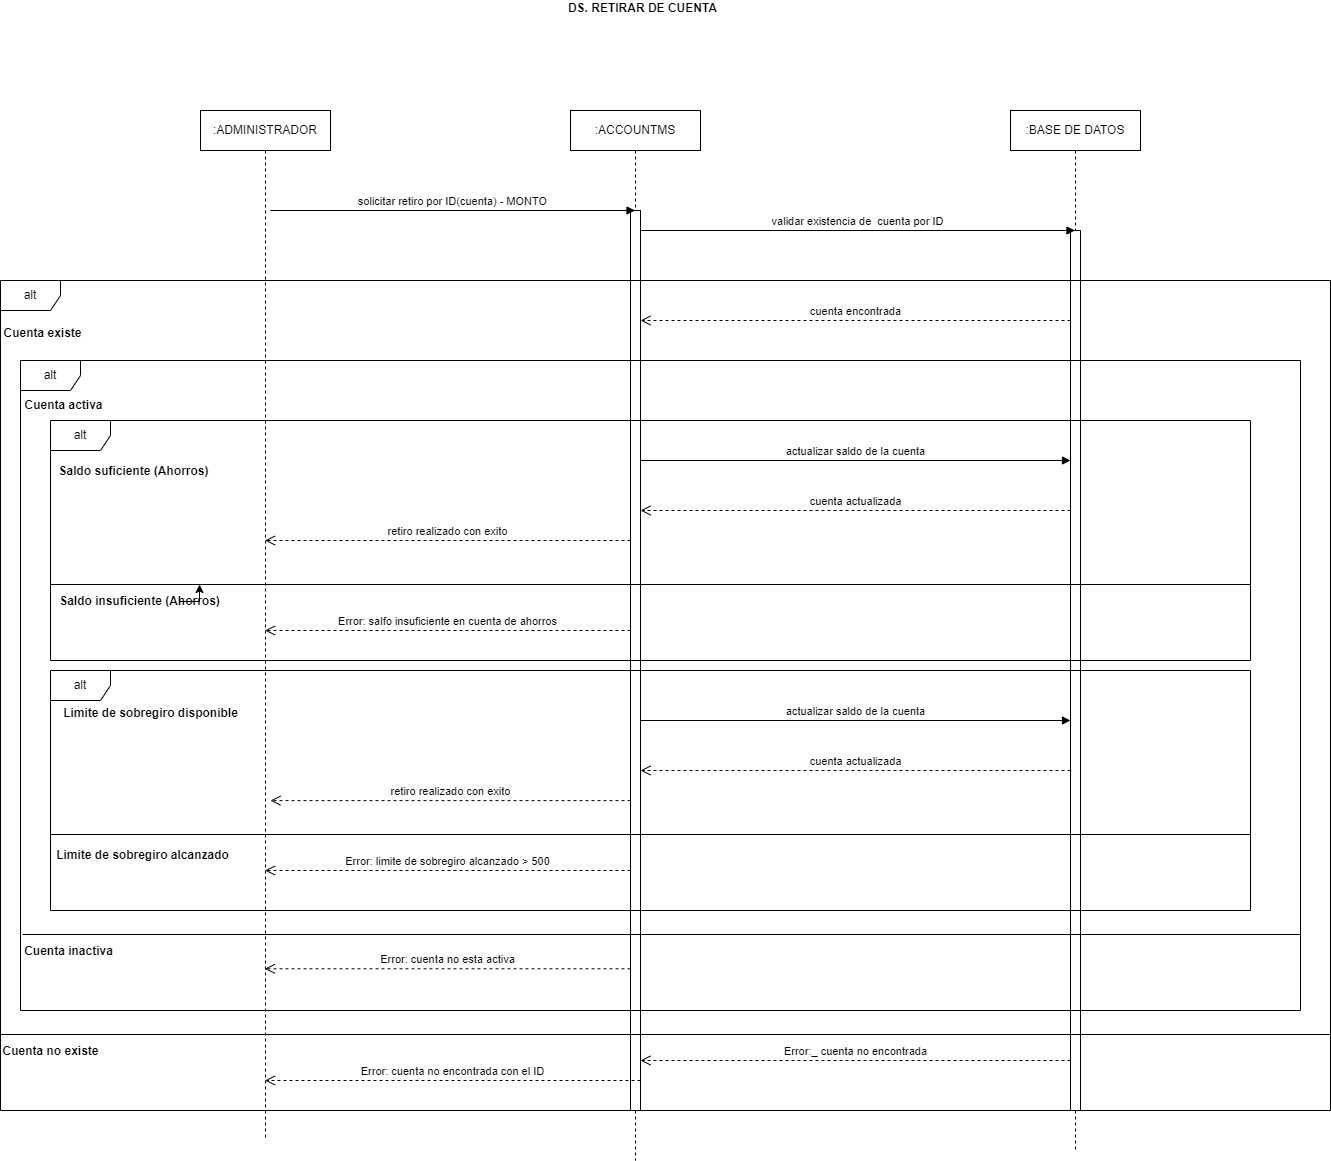 DS. RETIRAR DE CUENTA
:ADMINISTRADOR
:ACCOUNTMS
:BASE DE DATOS
solicitar retiro por ID(cuenta) - MONTO
validar existencia de cuenta por ID
alt
cuenta encontrada
Cuenta existe
alt
Cuenta activa
alt
actualizar saldo de la cuenta
Saldo suficiente (Ahorros)
cuenta actualizada
retiro realizado con exito
Saldo insuficiente (Ahorros)
Error: salfo insuficiente en cuenta de ahorros
alt
Limite de sobregiro disponible
actualizar saldo de la cuenta
cuenta actualizada
retiro realizado con exito
Limite de sobregiro alcanzado
Error: limite de sobregiro alcanzado > 500
Cuenta inactiva
Error: cuenta no esta activa
Cuenta no existe
Error:_ cuenta no encontrada
Error: cuenta no encontrada con el ID